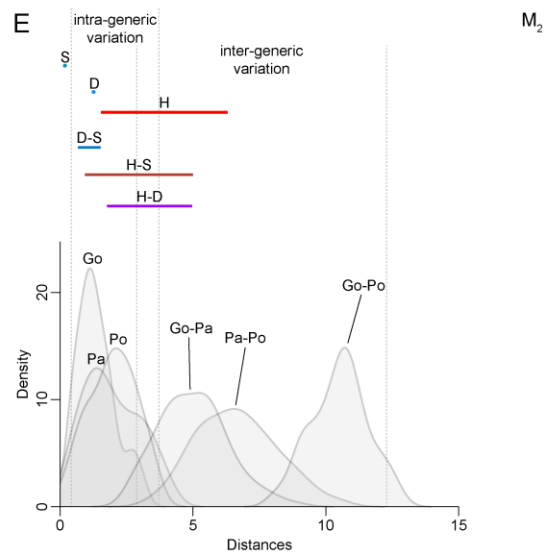 E
M2
intra-generic
variation
inter-generic
variation
S
D
H
D-S
H-S
H-D
Go
Pa
Po
Go-Pa
Pa-Po
Go-Po
Density
20
10
0
0
5
10
15
Distances